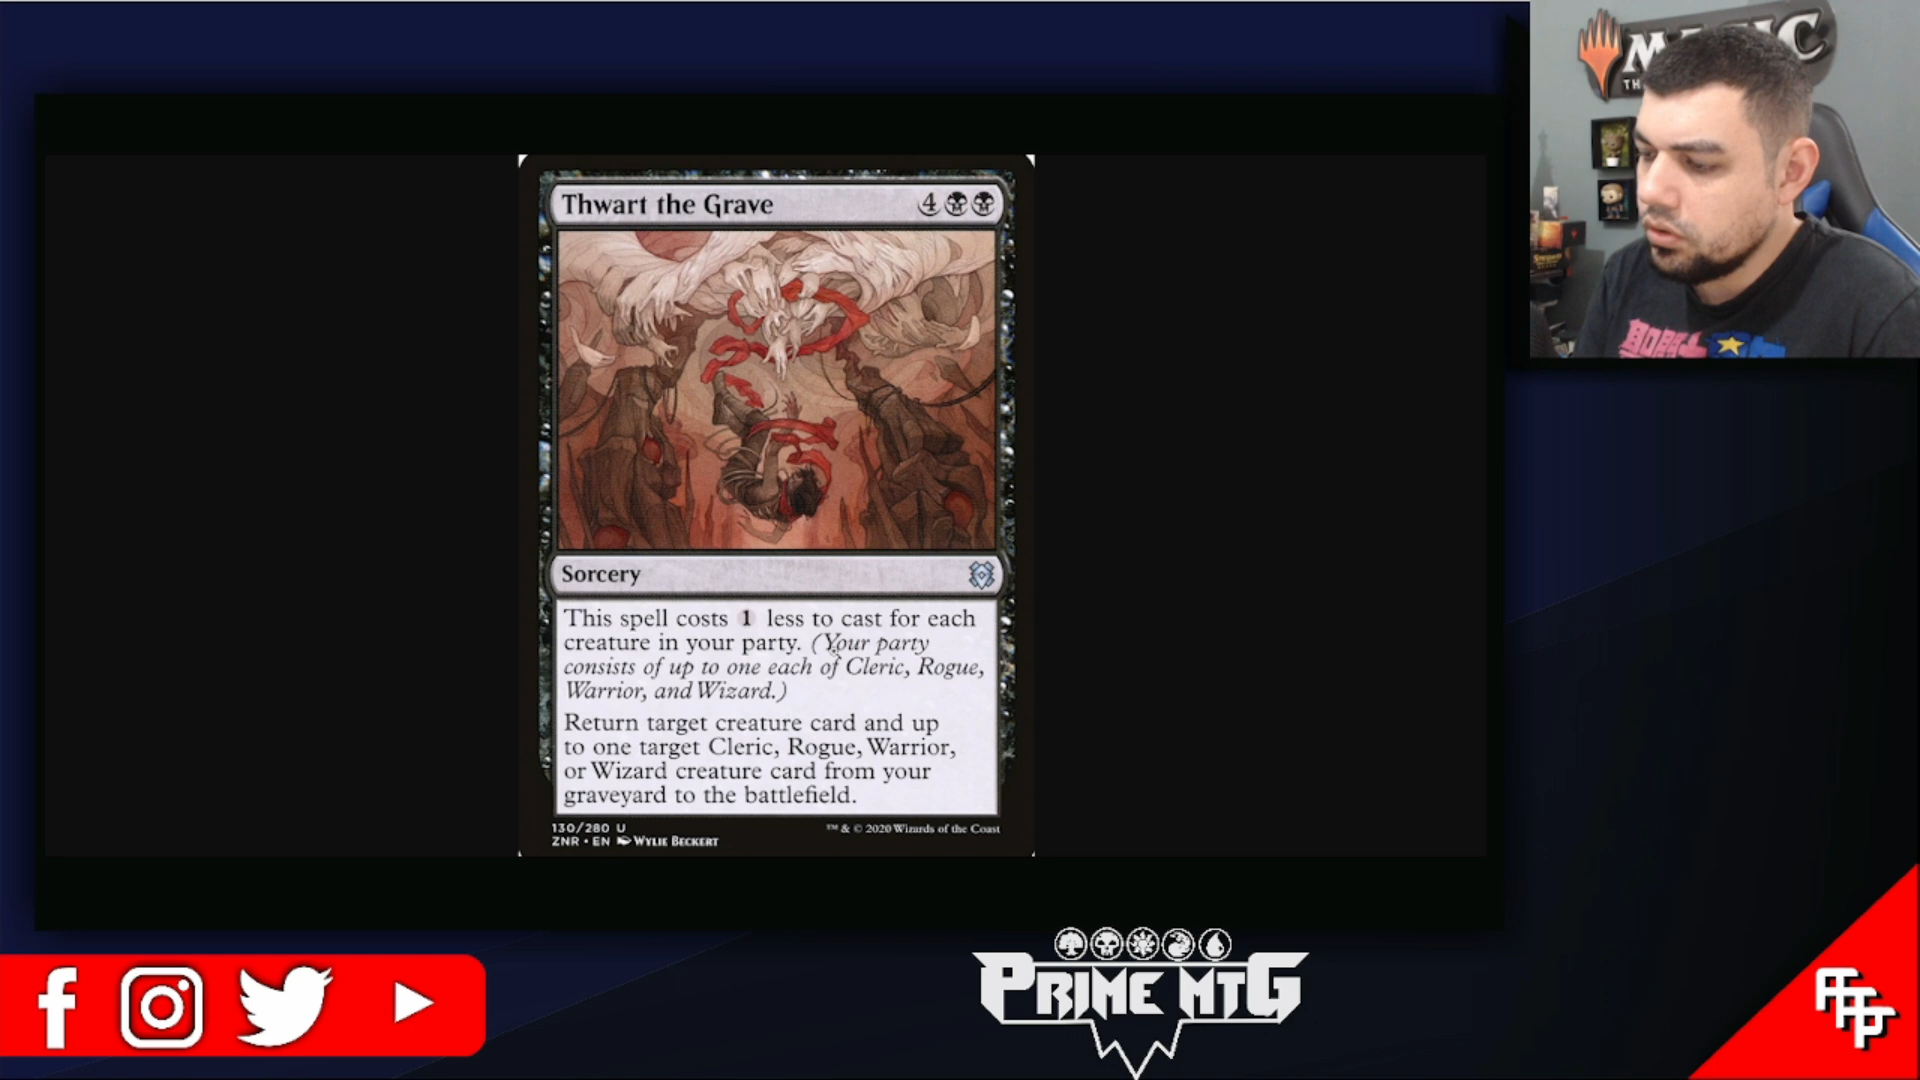 Thwart the Grave 4
Sorcery
This spell costs 1 less to cast for each
creature in your party. (Your party
consists of up to one each of Cleric, Rogue,
Warrior, and Wizard.)
Return target creature card and up
to one target Cleric, Rogue, Warrior,
or Wizard creature card from your
graveyard to the battlefield.
130/280 U
ZNR • EN WYLIE BECKERT
™ & © 2020 Wizards of the Coast
PRIME MTG